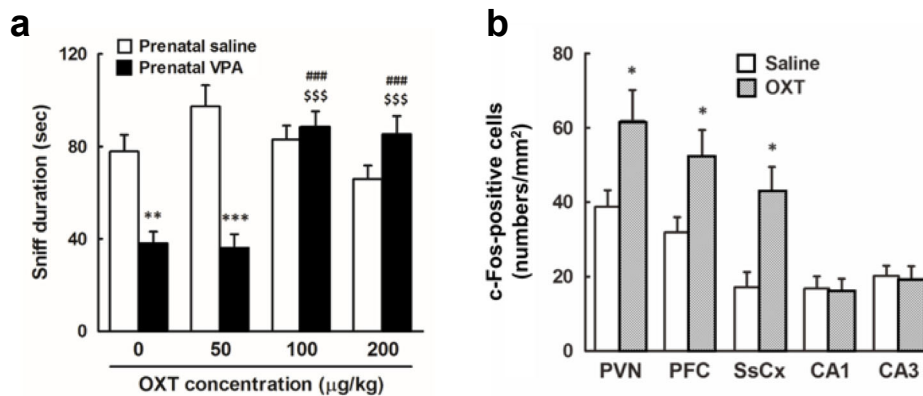 a
Prenatal saline
Prenatal VPA
Sniff duration (sec)
120
80
40
0
**
***
###
$$$
###
$$$
0 50 100 200
OXT concentration (μg/kg)
b
Saline
OXT
c-Fos-positive cells
(numbers/mm²)
80
60
40
20
0
*
*
*
PVN PFC SsCx CA1 CA3